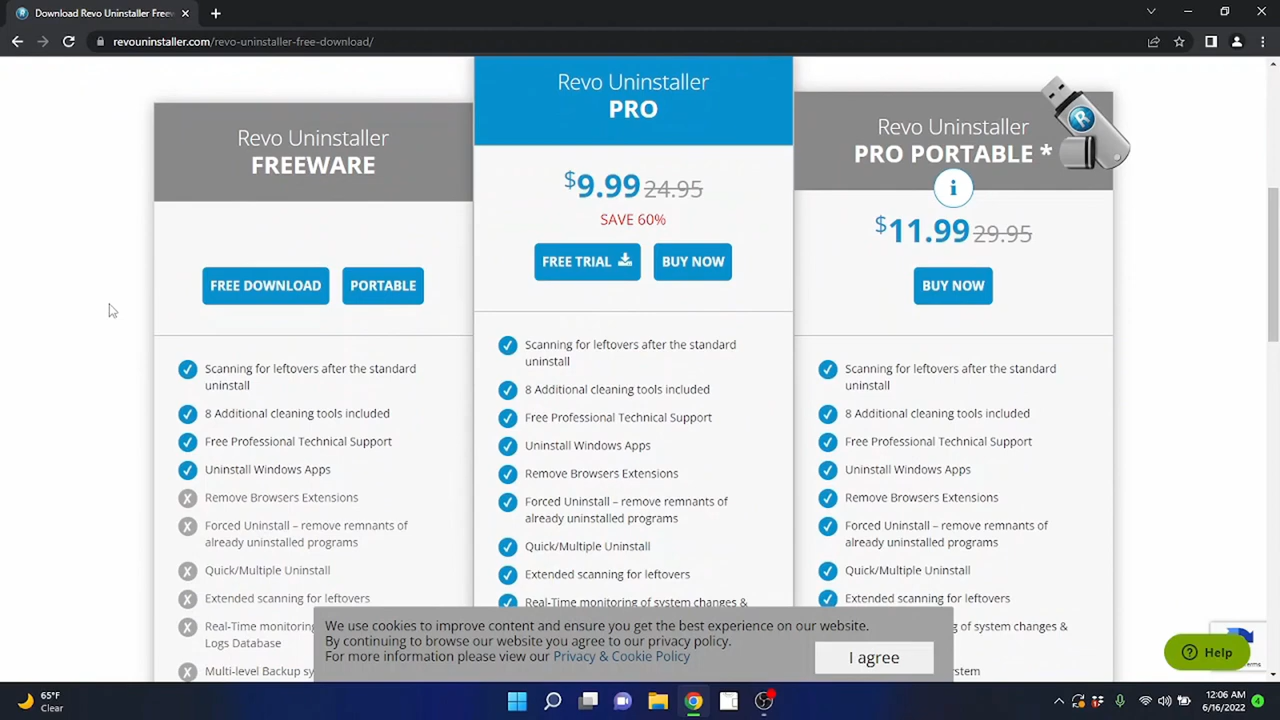 Download Revo Uninstaller Freew
revouninstaller.com/revo-uninstaller-free-download/
Revo Uninstaller
FREEWARE
FREE DOWNLOAD
PORTABLE
Scanning for leftovers after the standard
uninstall
8 Additional cleaning tools included
Free Professional Technical Support
Uninstall Windows Apps
Remove Browsers Extensions
Forced Uninstall – remove remnants of
already uninstalled programs
Quick/Multiple Uninstall
Extended scanning for leftovers
Real-Time monitoring
Logs Database
Multi-level Backup sy
Revo Uninstaller
PRO
$9.99 24.95
SAVE 60%
FREE TRIAL
BUY NOW
Scanning for leftovers after the standard
uninstall
8 Additional cleaning tools included
Free Professional Technical Support
Uninstall Windows Apps
Remove Browsers Extensions
Forced Uninstall – remove remnants of
already uninstalled programs
Quick/Multiple Uninstall
Extended scanning for leftovers
Real-Time monitoring of system changes &
Revo Uninstaller
PRO PORTABLE *
i
$11.99 29.95
BUY NOW
Scanning for leftovers after the standard
uninstall
8 Additional cleaning tools included
Free Professional Technical Support
Uninstall Windows Apps
Remove Browsers Extensions
Forced Uninstall – remove remnants of
already uninstalled programs
Quick/Multiple Uninstall
Extended scanning for leftovers
g of system changes &
stem
We use cookies to improve content and ensure you get the best experience on our website.
By continuing to browse our website you agree to our privacy policy.
For more information please view our Privacy & Cookie Policy
I agree
Help
65°F
Clear
12:06 AM
6/16/2022
4